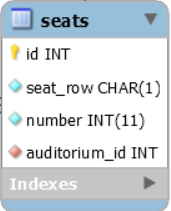 seats
id INT
seat_row CHAR(1)
number INT(11)
auditorium_id INT
Indexes